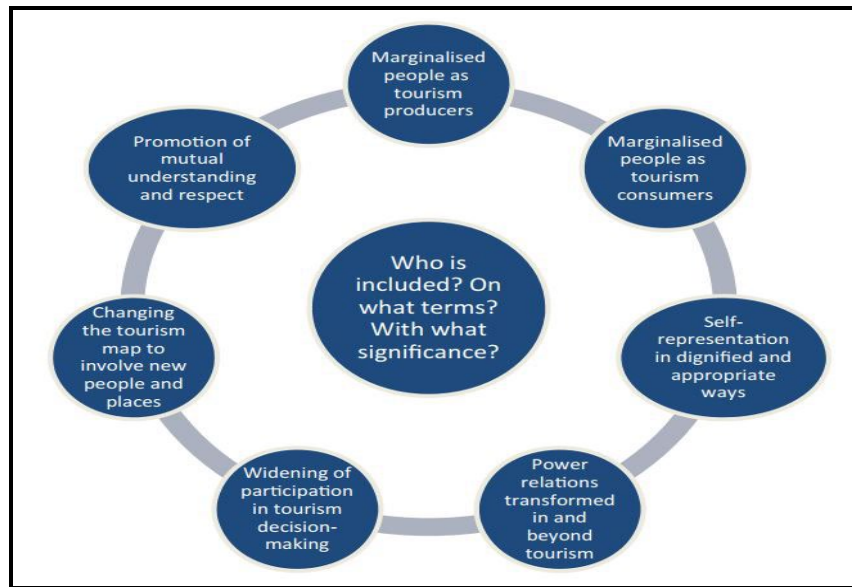 Marginalised
people as
tourism
producers
Marginalised
people as
tourism
consumers
Self-
representation
in dignified and
appropriate
ways
Power
relations
transformed
in and
beyond
tourism
Widening of
participation
in tourism
decision-
making
Changing
the tourism
map to
involve new
people and
places
Promotion of
mutual
understanding
and respect
Who is
included? On
what terms?
With what
significance?